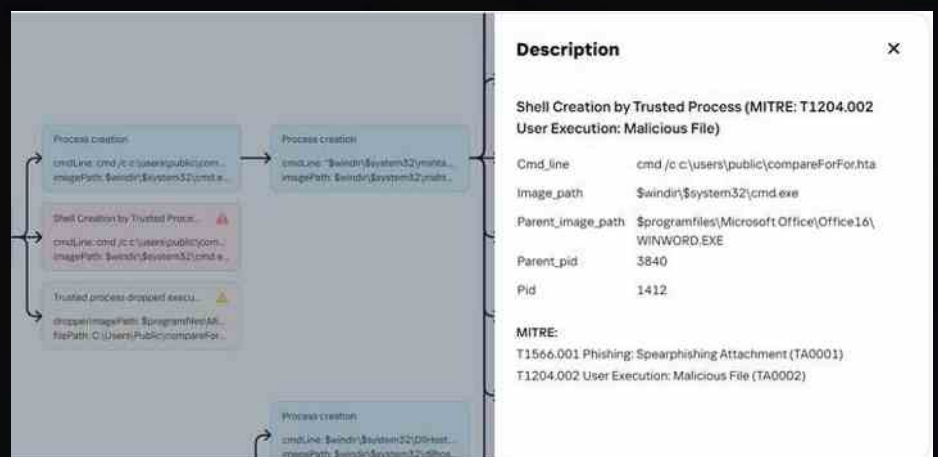 Process creation
cmdLine: cmd /c c:\users\public\com...
imagePath: $windir\$system32\cmd.e...
Process creation
cmdLine: "$windir\$system32\mshta...
imagePath: $windir\$system32\msht...
Shell Creation by Trusted Proce...
cmdLine: cmd /c c:\users\public\com...
imagePath: $windir\$system32\cmd.e...
Trusted process dropped execu...
dropperImagePath: $programfiles\Mi...
filePath: C:\Users\Public\compareFor...
Process creation
cmdLine: $windir\$system32\DllHost...
imagePath: $windir\$system32\dllhos...
Description
Shell Creation by Trusted Process (MITRE: T1204.002
User Execution: Malicious File)
Cmd_line cmd /c c:\users\public\compareForFor.hta
Image_path $windir\$system32\cmd.exe
Parent_image_path $programfiles\Microsoft Office\Office16\
WINWORD.EXE
Parent_pid 3840
Pid 1412
MITRE:
T1566.001 Phishing: Spearphishing Attachment (TA0001)
T1204.002 User Execution: Malicious File (TA0002)